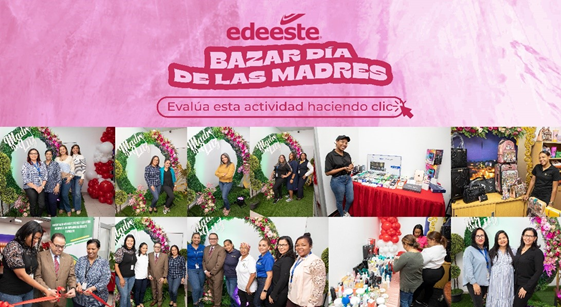 edeeste
BAZAR DÍA
DE LAS MADRES
Evalúa esta actividad haciendo clic